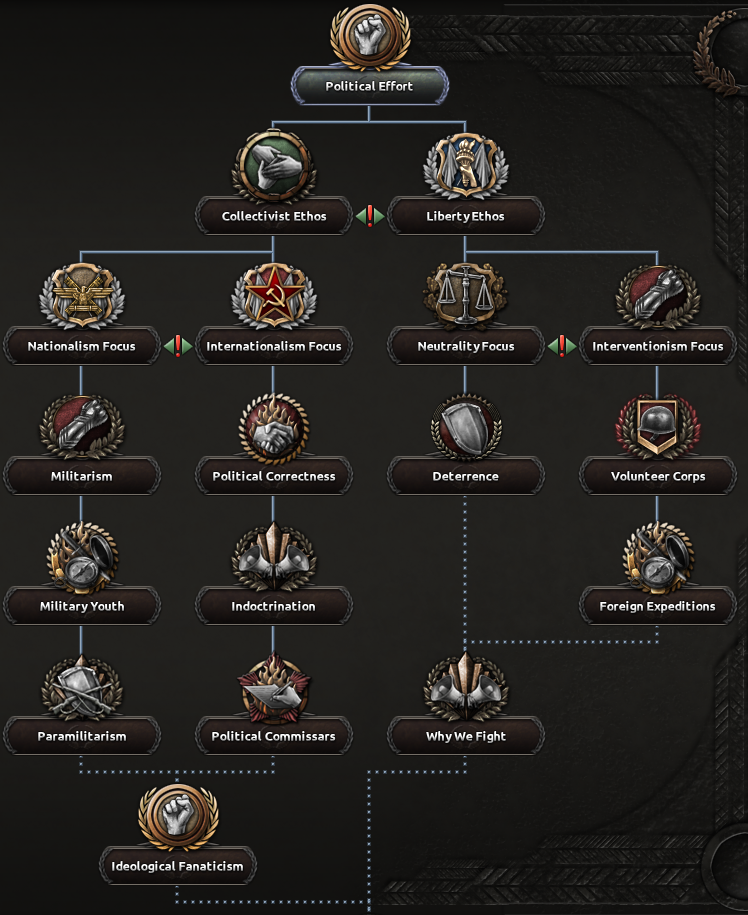 Political Effort
Collectivist Ethos
Liberty Ethos
Nationalism Focus
Internationalism Focus
Neutrality Focus
Interventionism Focus
Militarism
Political Correctness
Deterrence
Volunteer Corps
Military Youth
Indoctrination
Foreign Expeditions
Paramilitarism
Political Commissars
Why We Fight
Ideological Fanaticism